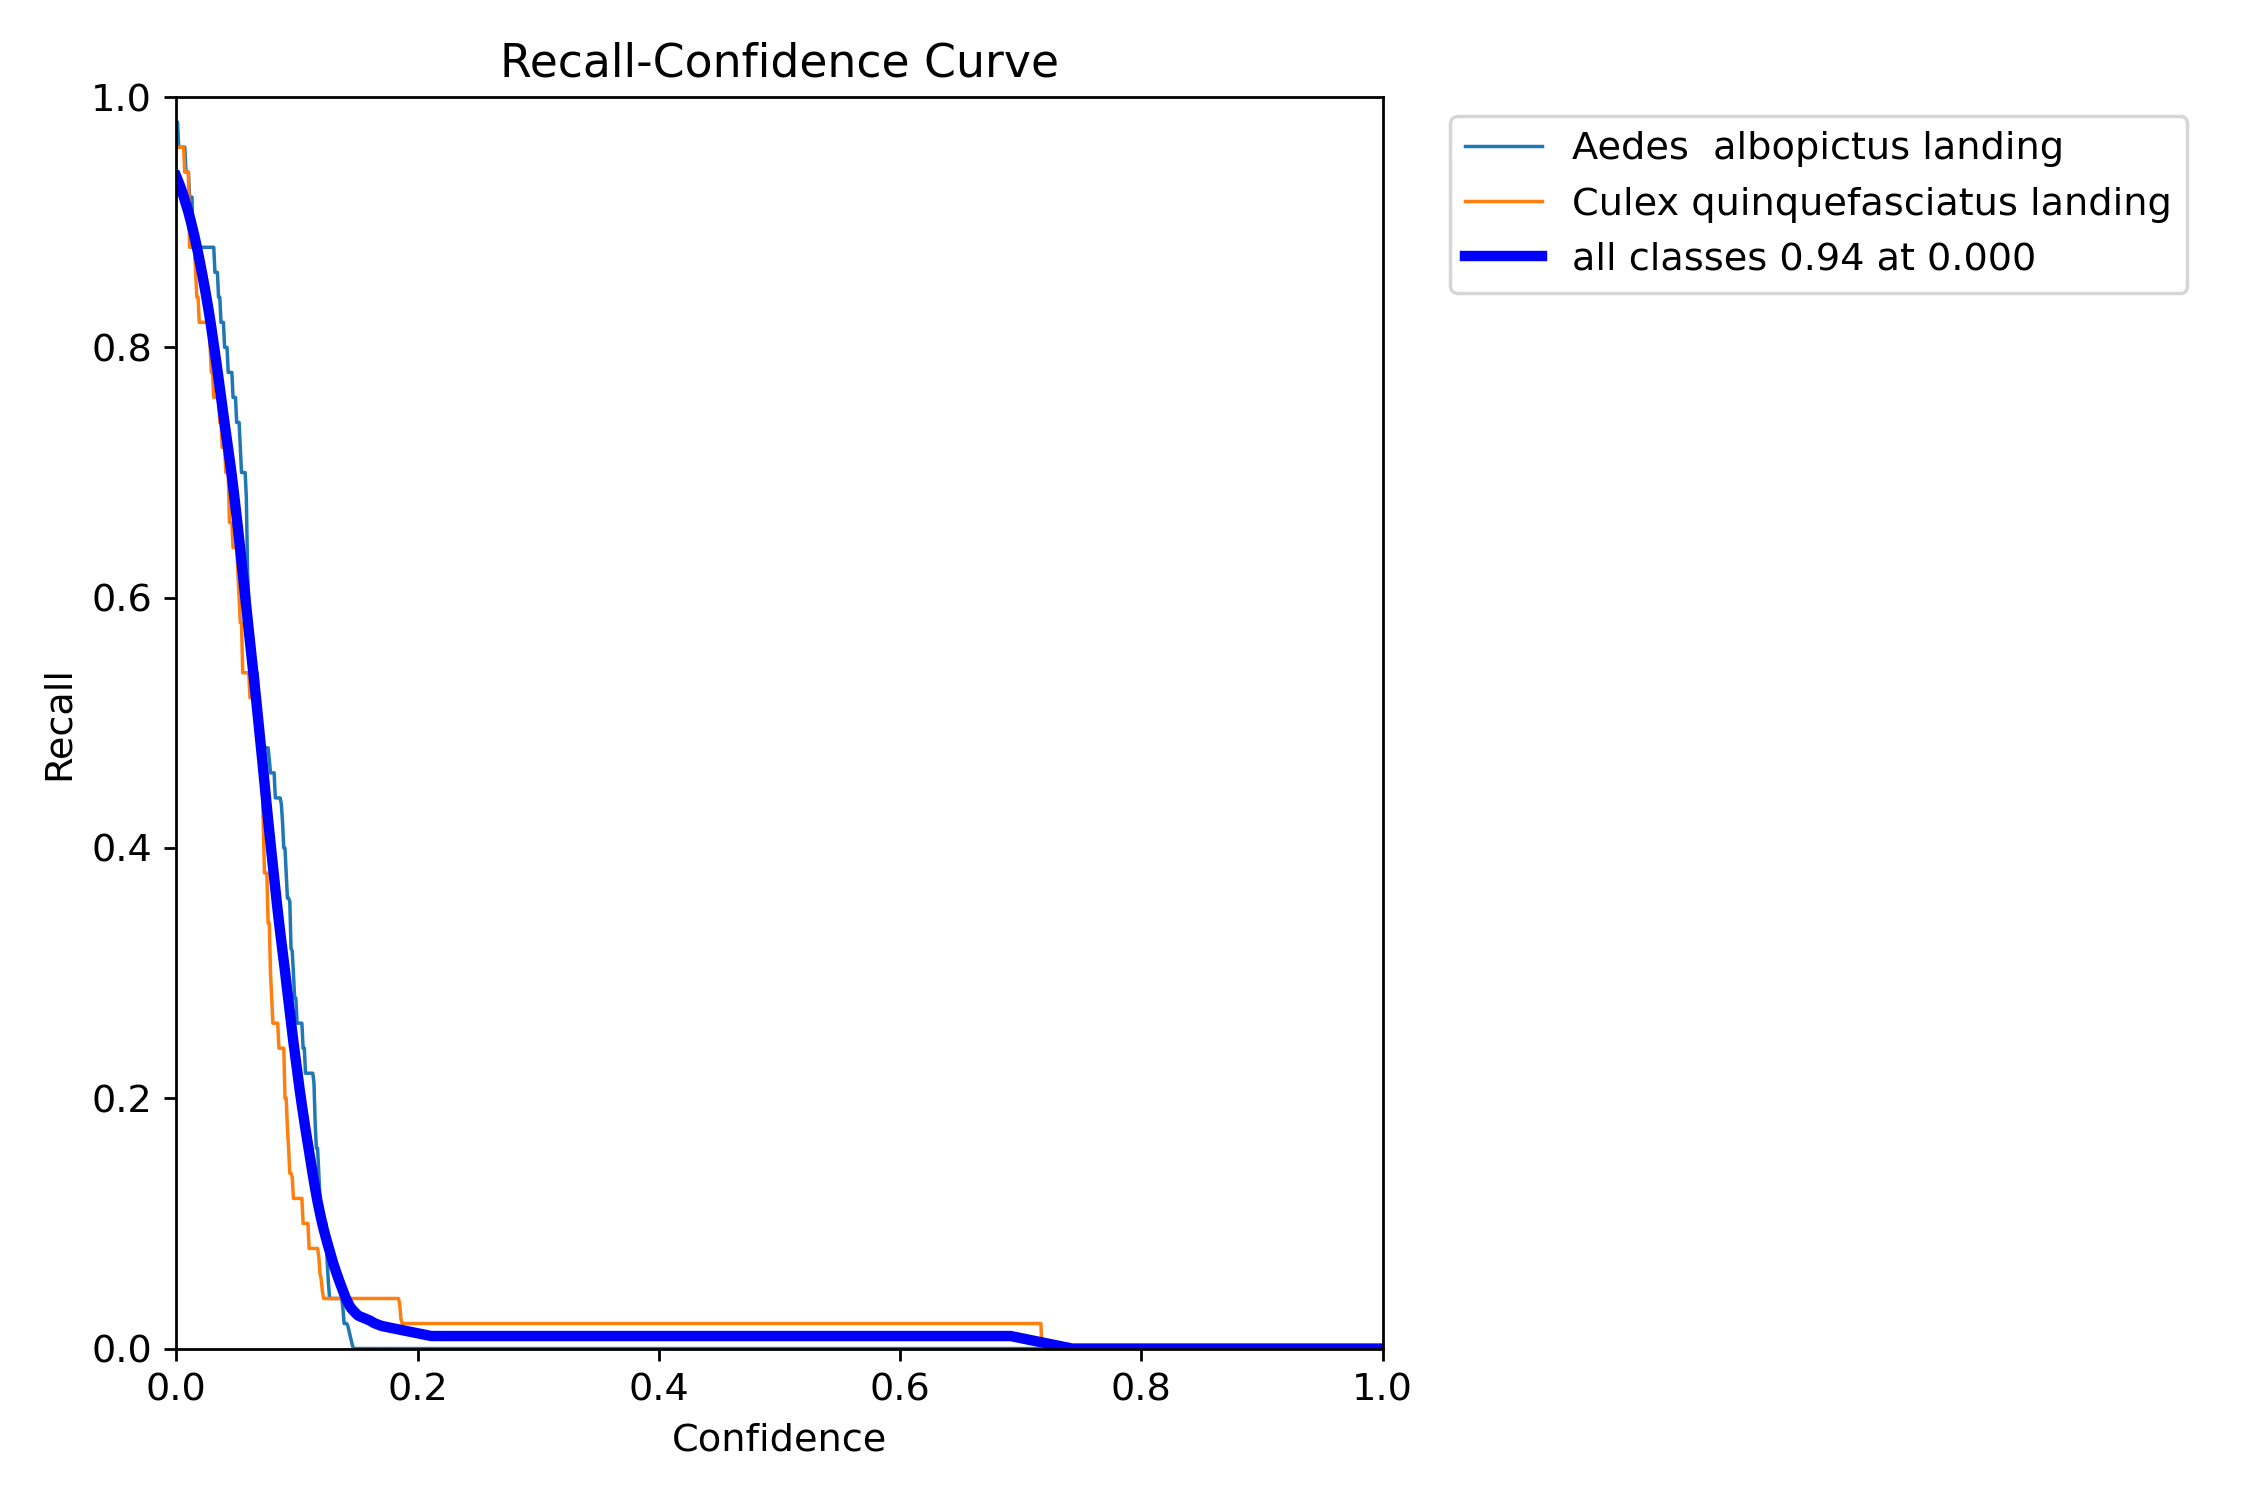 Recall-Confidence Curve
1.0
0.8
0.6
0.4
0.2
0.0
Recall
0.0 0.2 0.4 0.6 0.8 1.0
Confidence
Aedes  albopictus landing
Culex quinquefasciatus landing
all classes 0.94 at 0.000